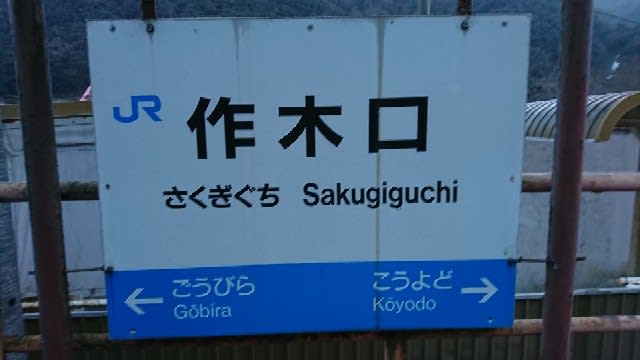 JR 作木口
さくぎぐち Sakugiguchi
← ごうびら こうよど →
Gōbira Kōyodo